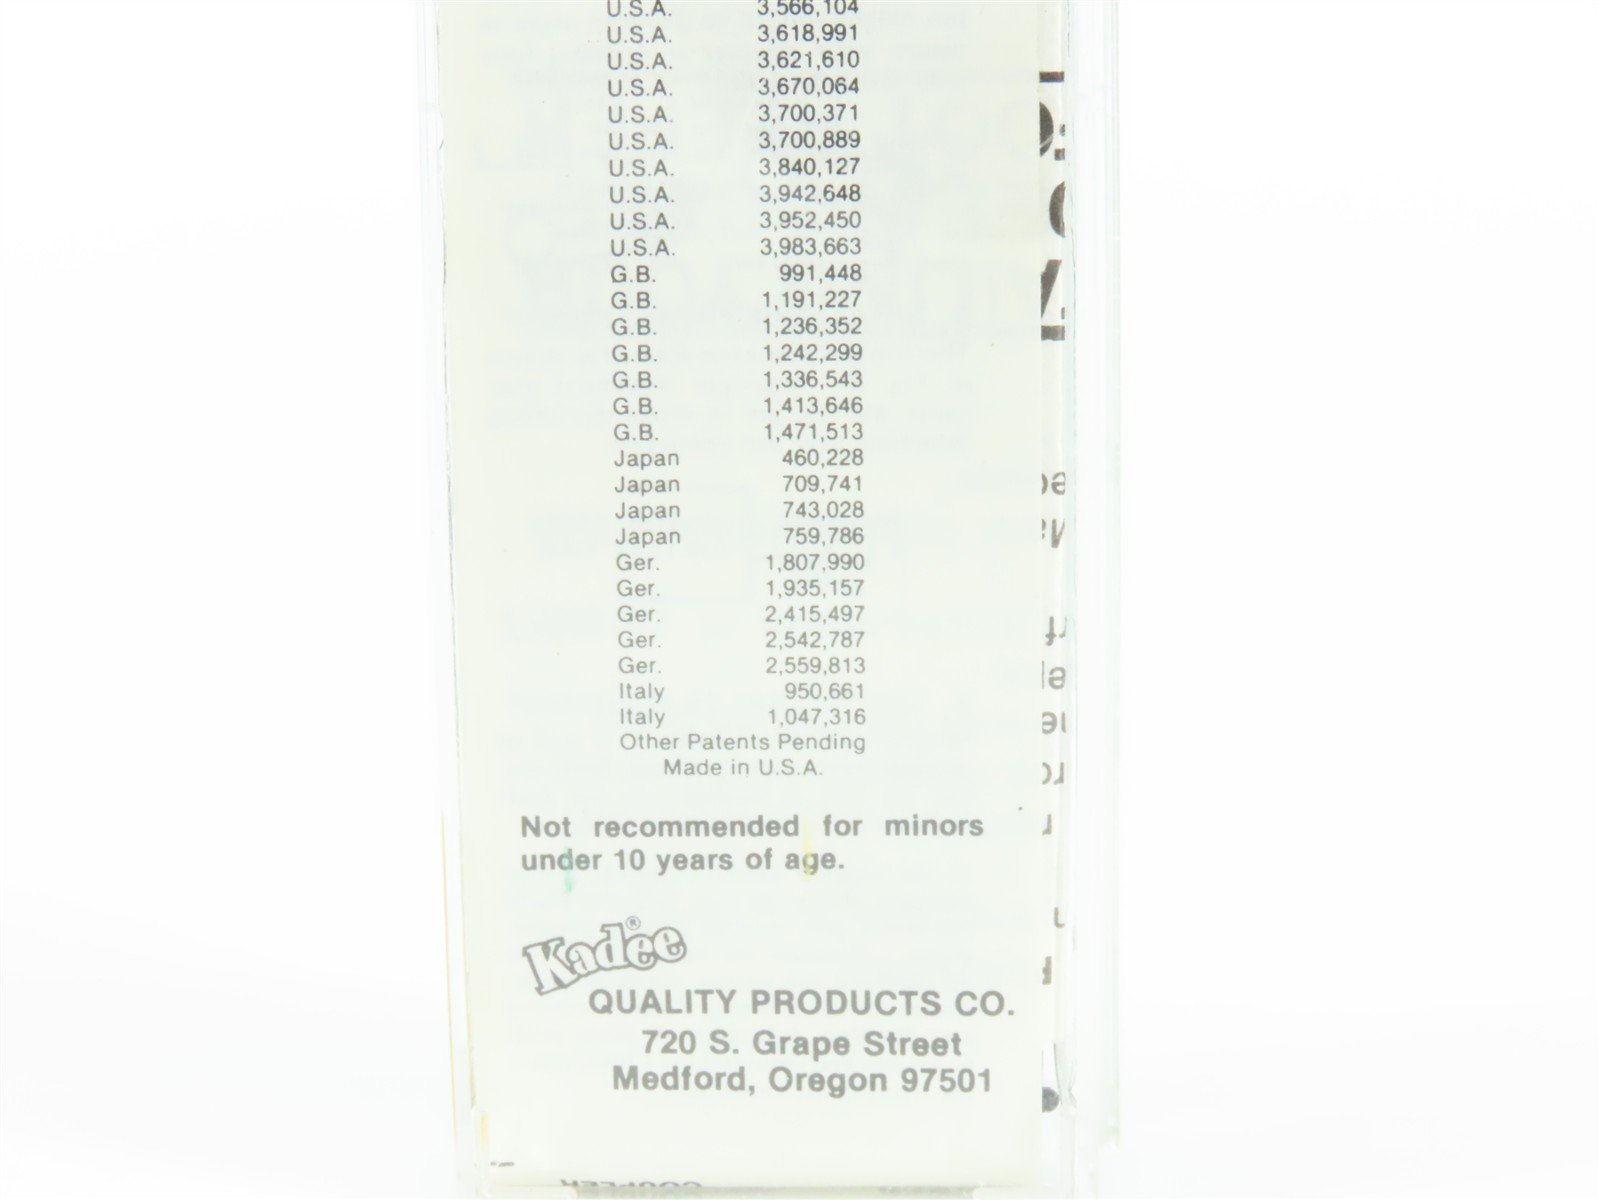 U.S.A. 3,566,104
U.S.A. 3,618,991
U.S.A. 3,621,610
U.S.A. 3,670,064
U.S.A. 3,700,371
U.S.A. 3,700,889
U.S.A. 3,840,127
U.S.A. 3,942,648
U.S.A. 3,952,450
U.S.A. 3,983,663
G.B. 991,448
G.B. 1,191,227
G.B. 1,236,352
G.B. 1,242,299
G.B. 1,336,543
G.B. 1,413,646
G.B. 1,471,513
Japan 460,228
Japan 709,741
Japan 743,028
Japan 759,786
Ger. 1,807,990
Ger. 1,935,157
Ger. 2,415,497
Ger. 2,542,787
Ger. 2,559,813
Italy 950,661
Italy 1,047,316
Other Patents Pending
Made in U.S.A.
Not recommended for minors
under 10 years of age.
Kadee®
QUALITY PRODUCTS CO.
720 S. Grape Street
Medford, Oregon 97501